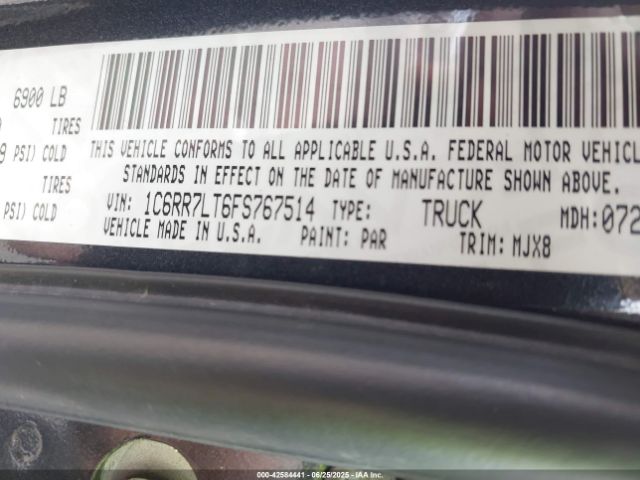 6900 LB
TIRES
PSI) COLD
TIRES
PSI) COLD
THIS VEHICLE CONFORMS TO ALL APPLICABLE U.S.A. FEDERAL MOTOR VEHICL
STANDARDS IN EFFECT ON THE DATE OF MANUFACTURE SHOWN ABOVE.
VIN: 1C6RR7LT6FS767514 TYPE: TRUCK MDH:072
VEHICLE MADE IN U.S.A. PAINT: PAR TRIM: MJX8
000-42584441 - 06/25/2025 - IAA Inc.